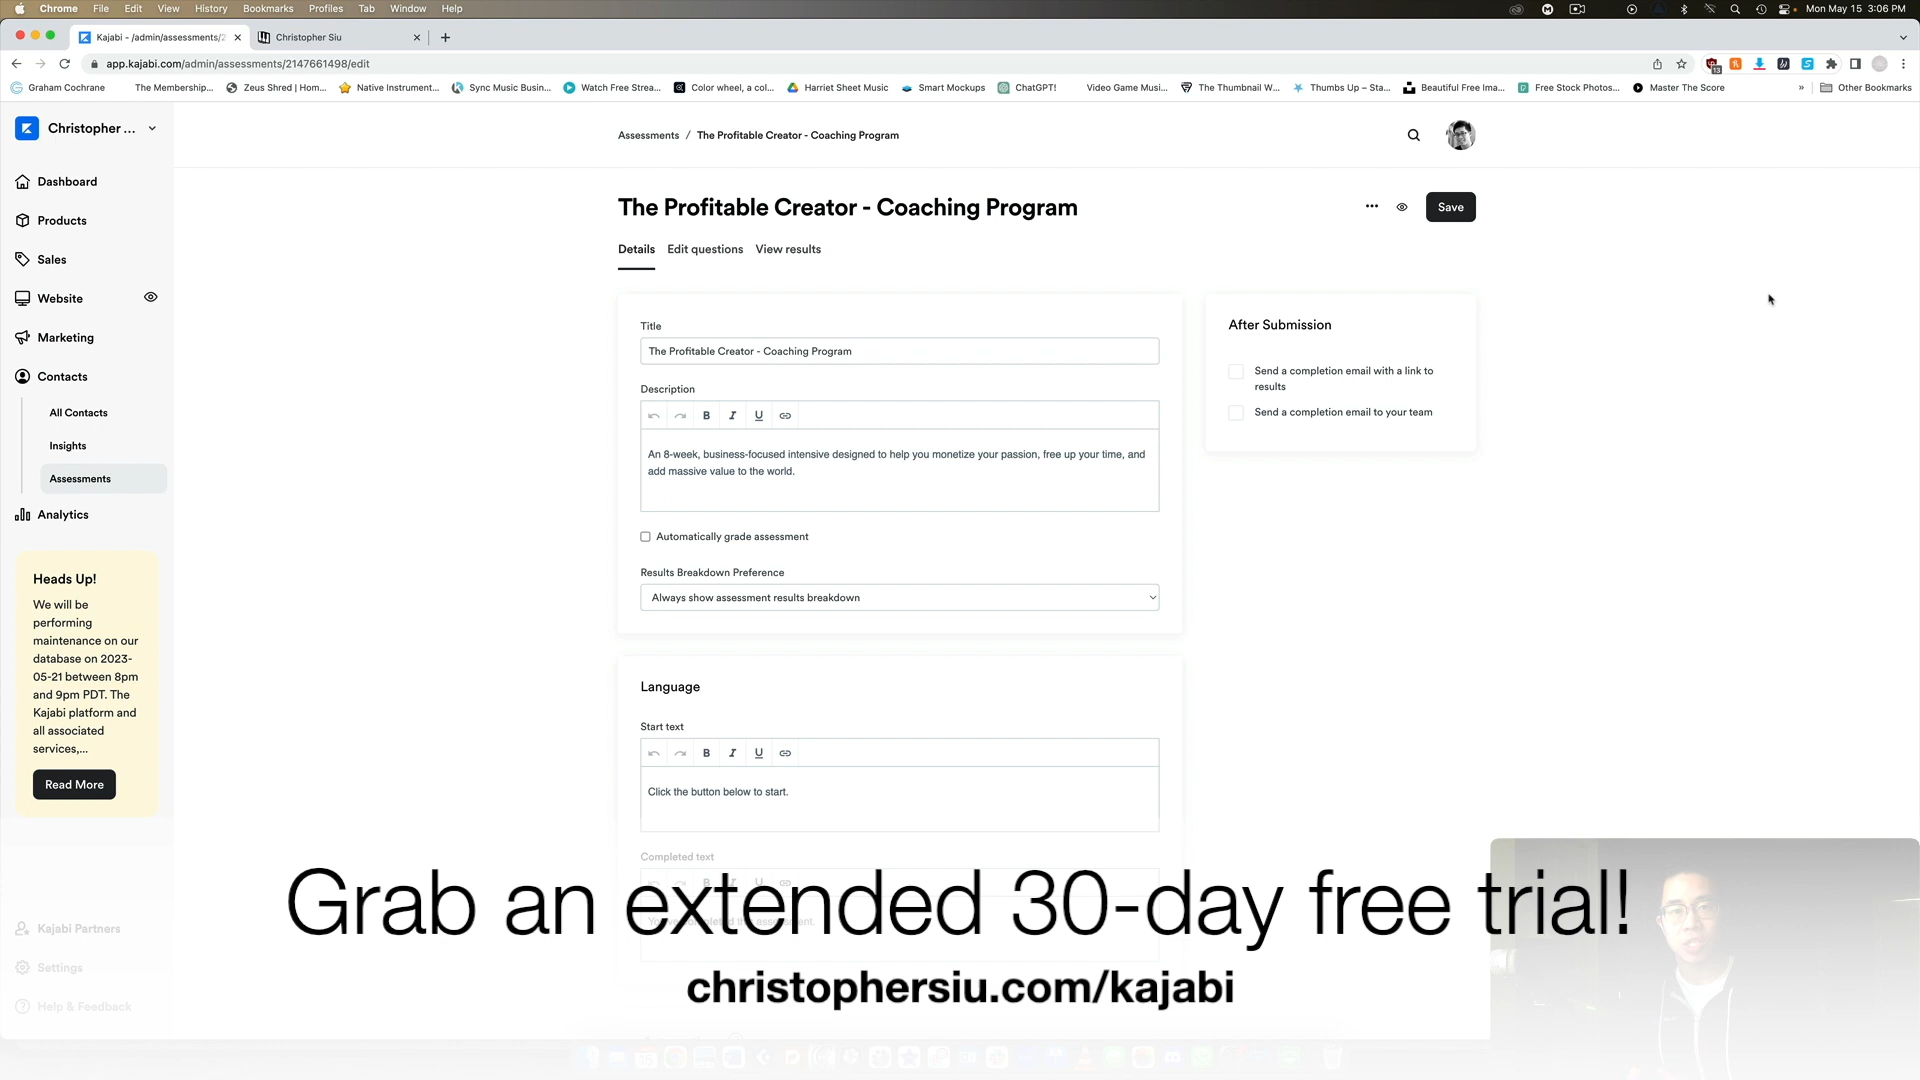 Chrome File Edit View History Bookmarks Profiles Tab Window Help
Mon May 15 3:06 PM
Kajabi - /admin/assessments/2
Christopher Siu
app.kajabi.com/admin/assessments/2147661498/edit
Graham Cochrane
The Membership...
Zeus Shred | Hom...
Native Instrument...
Sync Music Busin...
Watch Free Strea...
Color wheel, a col...
Harriet Sheet Music
Smart Mockups
ChatGPT!
Video Game Musi...
The Thumbnail W...
Thumbs Up – Sta...
Beautiful Free Ima...
Free Stock Photos...
Master The Score
Other Bookmarks
Christopher ...
Assessments / The Profitable Creator - Coaching Program
Dashboard
Products
Sales
Website
Marketing
Contacts
All Contacts
Insights
Assessments
Analytics
Heads Up!
We will be
performing
maintenance on our
database on 2023-
05-21 between 8pm
and 9pm PDT. The
Kajabi platform and
all associated
services,...
Read More
Kajabi Partners
Settings
Help & Feedback
The Profitable Creator - Coaching Program
Save
Details Edit questions View results
Title
The Profitable Creator - Coaching Program
Description
B I U
An 8-week, business-focused intensive designed to help you monetize your passion, free up your time, and
add massive value to the world.
Automatically grade assessment
Results Breakdown Preference
Always show assessment results breakdown
After Submission
Send a completion email with a link to
results
Send a completion email to your team
Language
Start text
B I U
Click the button below to start.
Completed text
Grab an extended 30-day free trial!
christophersiu.com/kajabi